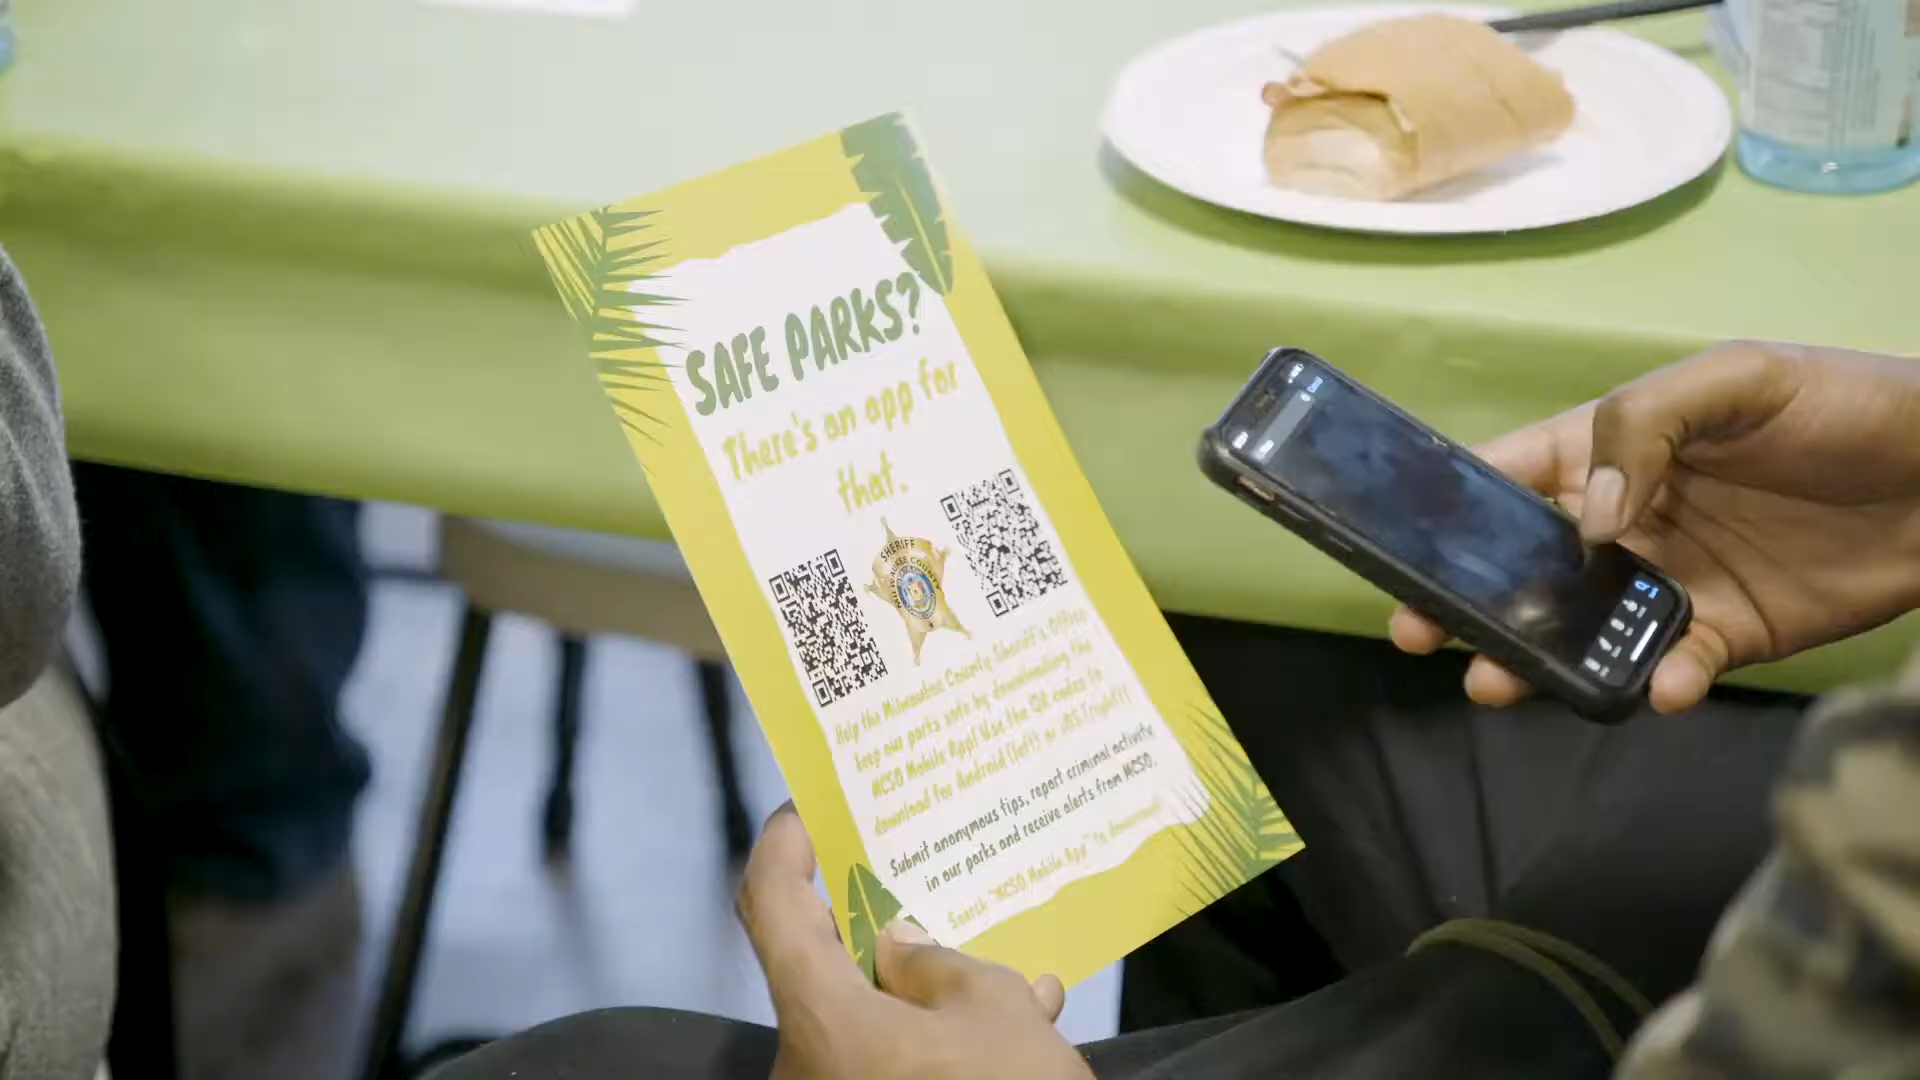 SAFE PARKS?
There's an app for
that.
SHERIFF
MILWAUKEE COUNTY
Help the Milwaukee County Sheriff's Office
keep our parks safe by downloading the
MCSO Mobile App! Use the QR codes to
download for Android (left) or iOS (right)!
Submit anonymous tips, report criminal activity
in our parks and receive alerts from MCSO.
Search "MCSO Mobile App" to download!